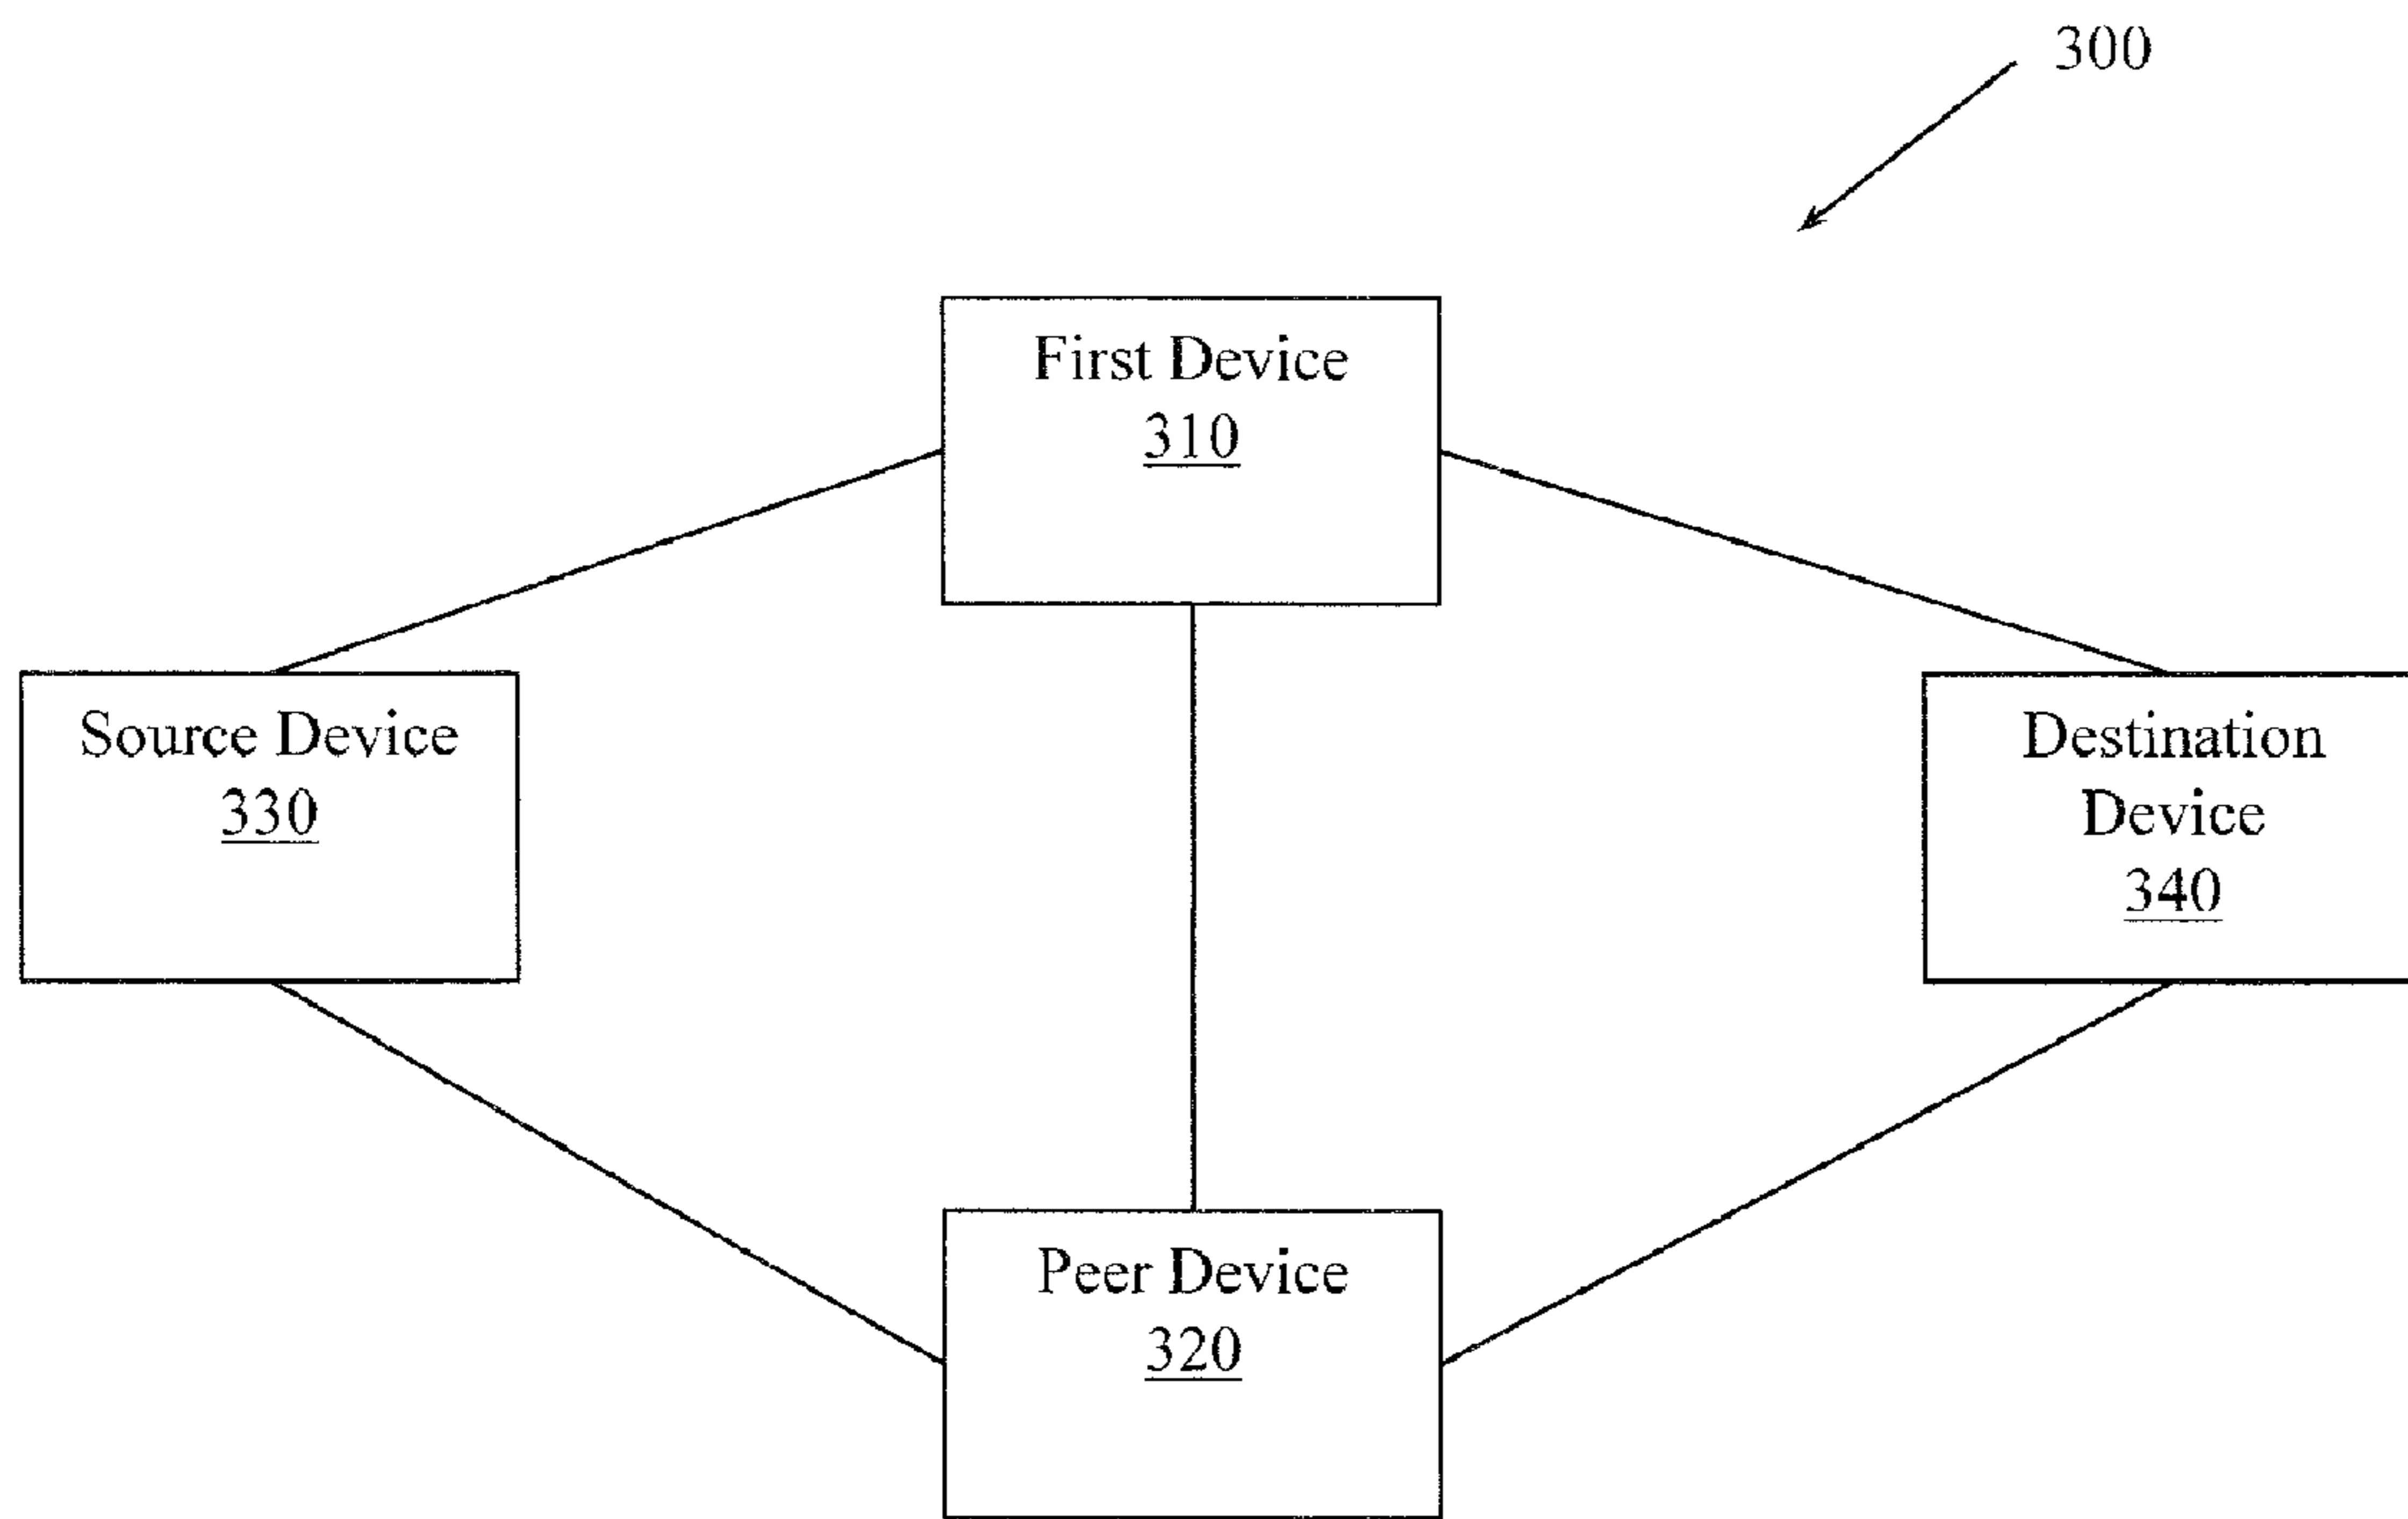 300
First Device
310
Source Device
330
Destination
Device
340
Peer Device
320